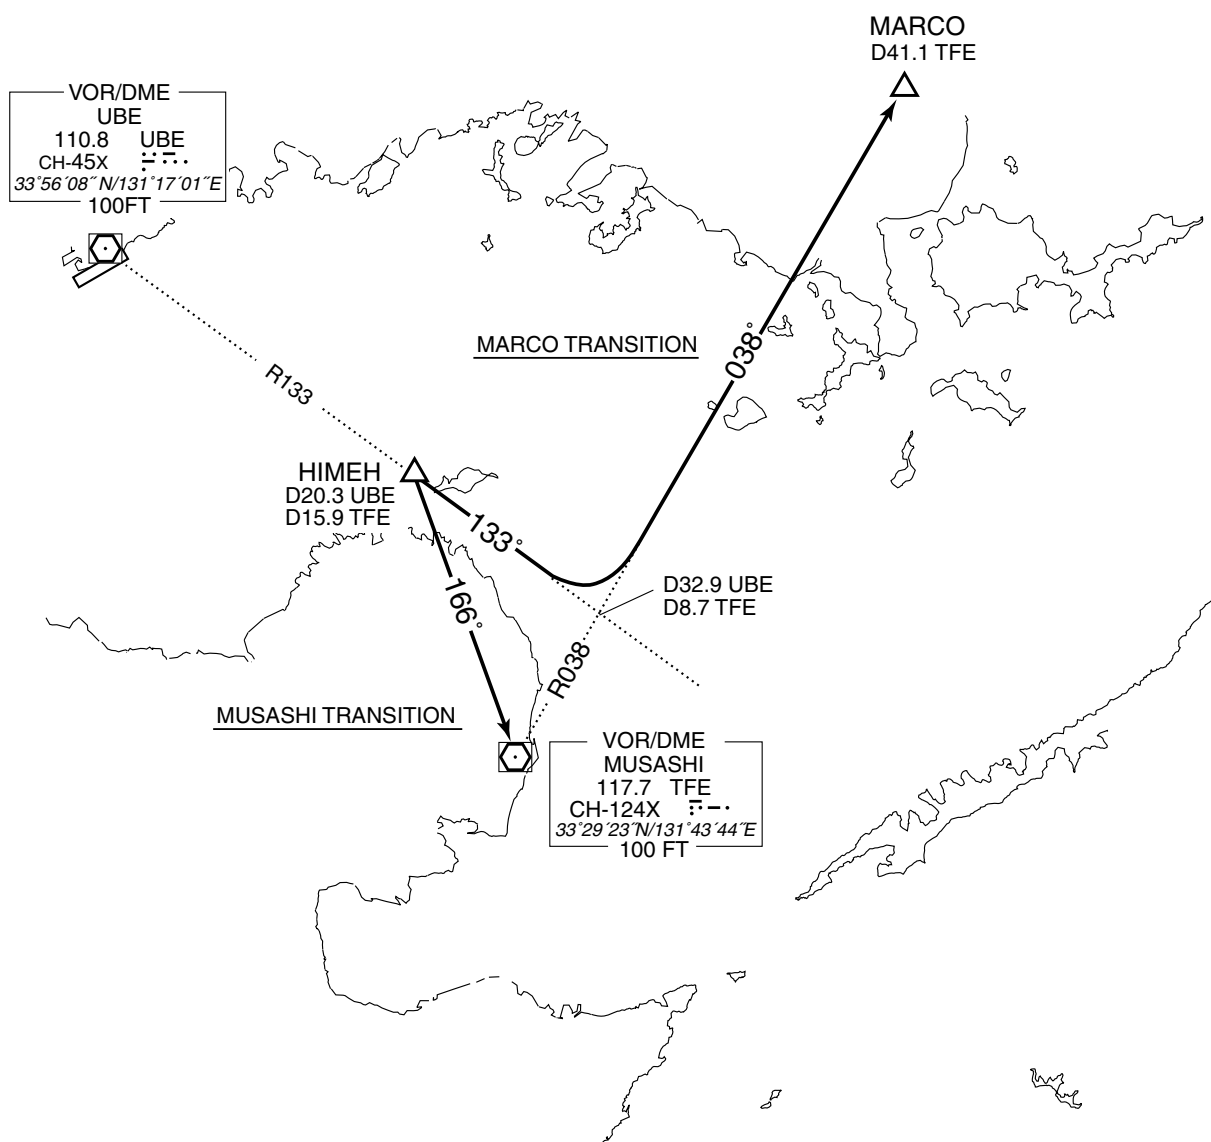 MARCO
D41.1 TFE
VOR/DME
UBE
110.8 UBE
CH-45X
33°56´08˝N/131°17´01˝E
100FT
MARCO TRANSITION
038°
R133
HIMEH
D20.3 UBE
D15.9 TFE
133°
166°
D32.9 UBE
D8.7 TFE
R038
MUSASHI TRANSITION
VOR/DME
MUSASHI
117.7 TFE
CH-124X
33°29´23˝N/131°43´44˝E
100 FT